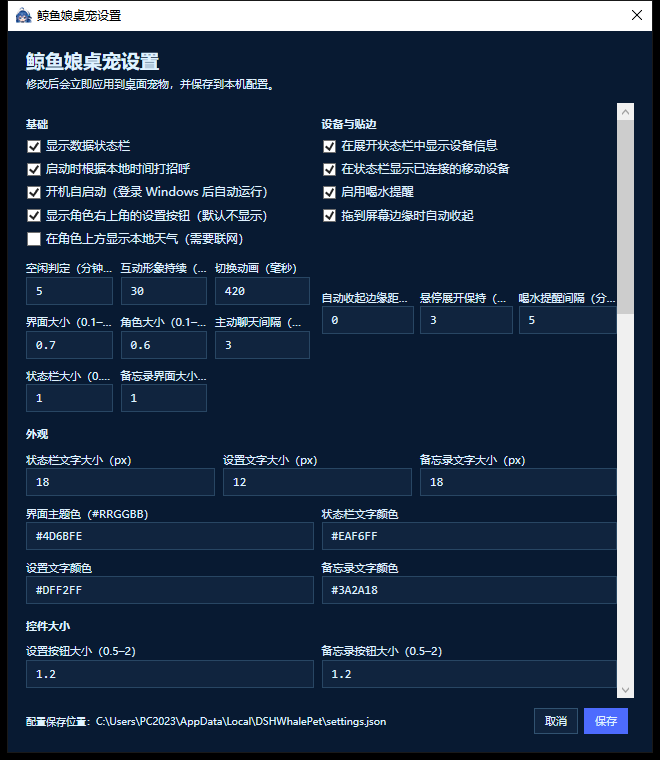 鲸鱼娘桌宠设置
鲸鱼娘桌宠设置
修改后会立即应用到桌面宠物，并保存到本机配置。
基础
显示数据状态栏
启动时根据本地时间打招呼
开机自启动（登录 Windows 后自动运行）
显示角色右上角的设置按钮（默认不显示）
在角色上方显示本地天气（需要联网）
设备与贴边
在展开状态栏中显示设备信息
在状态栏显示已连接的移动设备
启用喝水提醒
拖到屏幕边缘时自动收起
空闲判定（分钟... 互动形象持续（... 切换动画（毫秒）
5 30 420
界面大小（0.1–... 角色大小（0.1–... 主动聊天间隔（...
0.7 0.6 3
状态栏大小（0.... 备忘录界面大小...
1 1
自动收起边缘距... 悬停展开保持（... 喝水提醒间隔（分...
0 3 5
外观
状态栏文字大小（px） 设置文字大小（px） 备忘录文字大小（px）
18 12 18
界面主题色（#RRGGBB） 状态栏文字颜色
#4D6BFE #EAF6FF
设置文字颜色 备忘录文字颜色
#DFF2FF #3A2A18
控件大小
设置按钮大小（0.5–2） 备忘录按钮大小（0.5–2）
1.2 1.2
配置保存位置：C:\Users\PC2023\AppData\Local\DSHWhalePet\settings.json
取消 保存